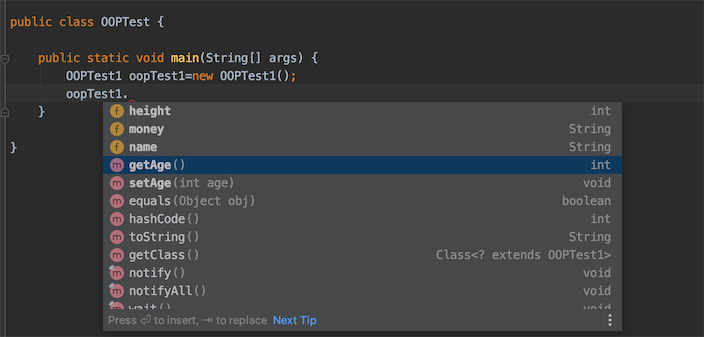 public class OOPTest {
public static void main(String[] args) {
OOPTest1 oopTest1=new OOPTest1();
oopTest1.
}
}
f height int
f money String
f name String
m getAge() int
m setAge(int age) void
m equals(Object obj) boolean
m hashCode() int
m toString() String
m getClass() Class<? extends OOPTest1>
m notify() void
m notifyAll() void
m wait() void
Press ⏎ to insert, ⇥ to replace Next Tip